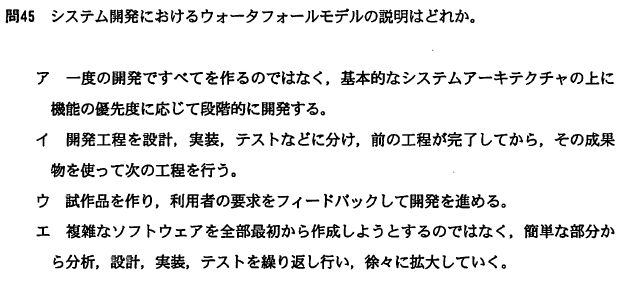 問45 システム開発におけるウォータフォールモデルの説明はどれか。
ア 一度の開発ですべてを作るのではなく，基本的なシステムアーキテクチャの上に
機能の優先度に応じて段階的に開発する。
イ 開発工程を設計，実装，テストなどに分け，前の工程が完了してから，その成果
物を使って次の工程を行う。
ウ 試作品を作り，利用者の要求をフィードバックして開発を進める。
エ 複雑なソフトウェアを全部最初から作成しようとするのではなく，簡単な部分か
ら分析，設計，実装，テストを繰り返し行い，徐々に拡大していく。